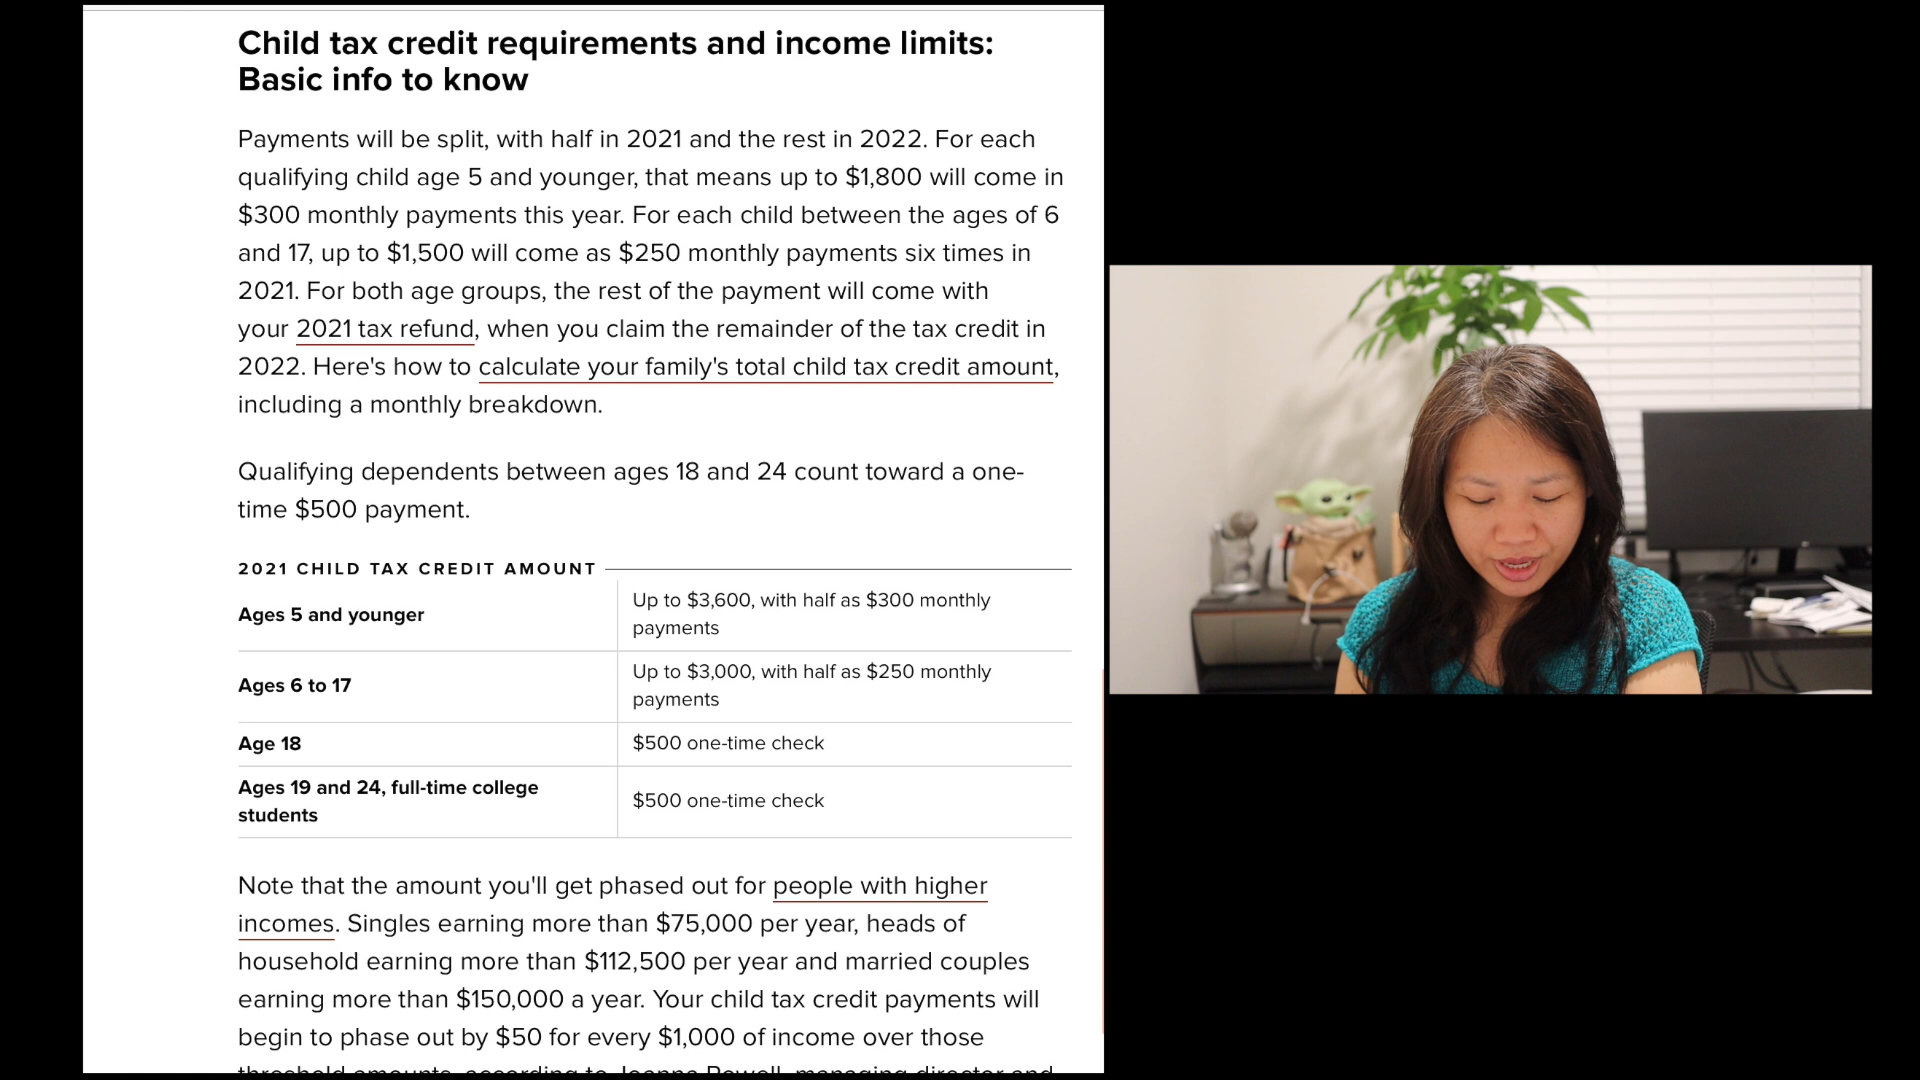 Child tax credit requirements and income limits:
Basic info to know
Payments will be split, with half in 2021 and the rest in 2022. For each
qualifying child age 5 and younger, that means up to $1,800 will come in
$300 monthly payments this year. For each child between the ages of 6
and 17, up to $1,500 will come as $250 monthly payments six times in
2021. For both age groups, the rest of the payment will come with
your 2021 tax refund, when you claim the remainder of the tax credit in
2022. Here's how to calculate your family's total child tax credit amount,
including a monthly breakdown.
Qualifying dependents between ages 18 and 24 count toward a one-
time $500 payment.
2021 CHILD TAX CREDIT AMOUNT
Ages 5 and younger
Up to $3,600, with half as $300 monthly
payments
Ages 6 to 17
Up to $3,000, with half as $250 monthly
payments
Age 18
$500 one-time check
Ages 19 and 24, full-time college
students
$500 one-time check
Note that the amount you'll get phased out for people with higher
incomes. Singles earning more than $75,000 per year, heads of
household earning more than $112,500 per year and married couples
earning more than $150,000 a year. Your child tax credit payments will
begin to phase out by $50 for every $1,000 of income over those
threshold amounts, according to Joanna Powell, managing director and